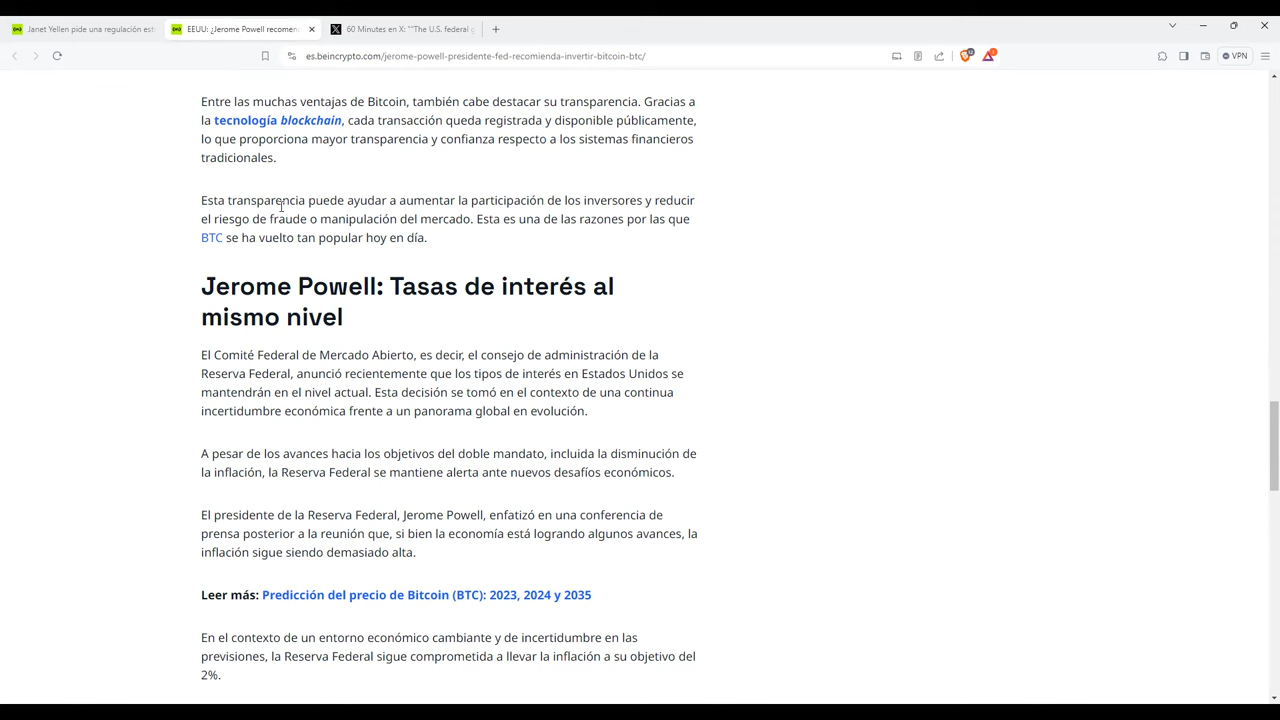 Janet Yellen pide una regulación est
EEUU: ¿Jerome Powell recomen
60 Minutes en X: "The U.S. federal g
es.beincrypto.com/jerome-powell-presidente-fed-recomienda-invertir-bitcoin-btc/
VPN
Entre las muchas ventajas de Bitcoin, también cabe destacar su transparencia. Gracias a
la tecnología blockchain, cada transacción queda registrada y disponible públicamente,
lo que proporciona mayor transparencia y confianza respecto a los sistemas financieros
tradicionales.
Esta transparencia puede ayudar a aumentar la participación de los inversores y reducir
el riesgo de fraude o manipulación del mercado. Esta es una de las razones por las que
BTC se ha vuelto tan popular hoy en día.
Jerome Powell: Tasas de interés al
mismo nivel
El Comité Federal de Mercado Abierto, es decir, el consejo de administración de la
Reserva Federal, anunció recientemente que los tipos de interés en Estados Unidos se
mantendrán en el nivel actual. Esta decisión se tomó en el contexto de una continua
incertidumbre económica frente a un panorama global en evolución.
A pesar de los avances hacia los objetivos del doble mandato, incluida la disminución de
la inflación, la Reserva Federal se mantiene alerta ante nuevos desafíos económicos.
El presidente de la Reserva Federal, Jerome Powell, enfatizó en una conferencia de
prensa posterior a la reunión que, si bien la economía está logrando algunos avances, la
inflación sigue siendo demasiado alta.
Leer más: Predicción del precio de Bitcoin (BTC): 2023, 2024 y 2035
En el contexto de un entorno económico cambiante y de incertidumbre en las
previsiones, la Reserva Federal sigue comprometida a llevar la inflación a su objetivo del
2%.